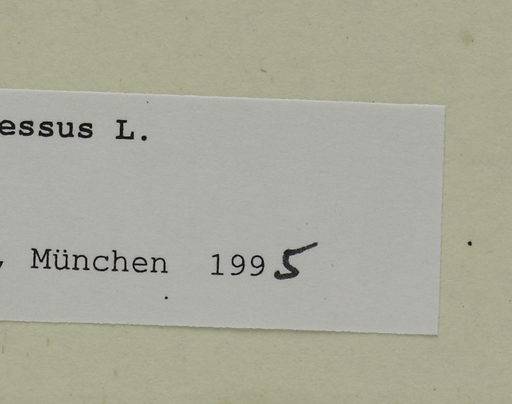 essus L.
, München 1995